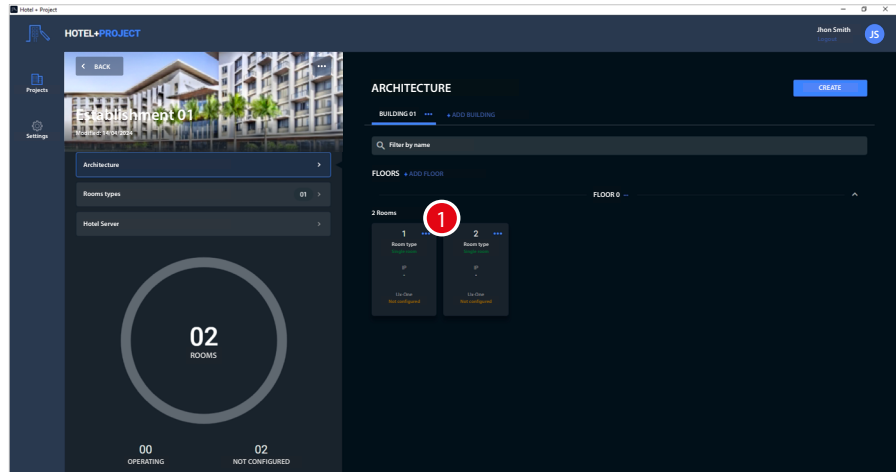 Hotel + Project
HOTEL+PROJECT
Jhon Smith
Logout
JS
Projects
Settings
BACK
Establishment 01
Modified: 14/04/2024
Architecture
Rooms types 01
Hotel Server
02
ROOMS
00
OPERATING
02
NOT CONFIGURED
ARCHITECTURE
CREATE
BUILDING 01 ••• + ADD BUILDING
Filter by name
FLOORS + ADD FLOOR
FLOOR 0
2 Rooms
1
1 •••
Room type
IP
-
Not configured
2 •••
Room type
IP
-
Not configured